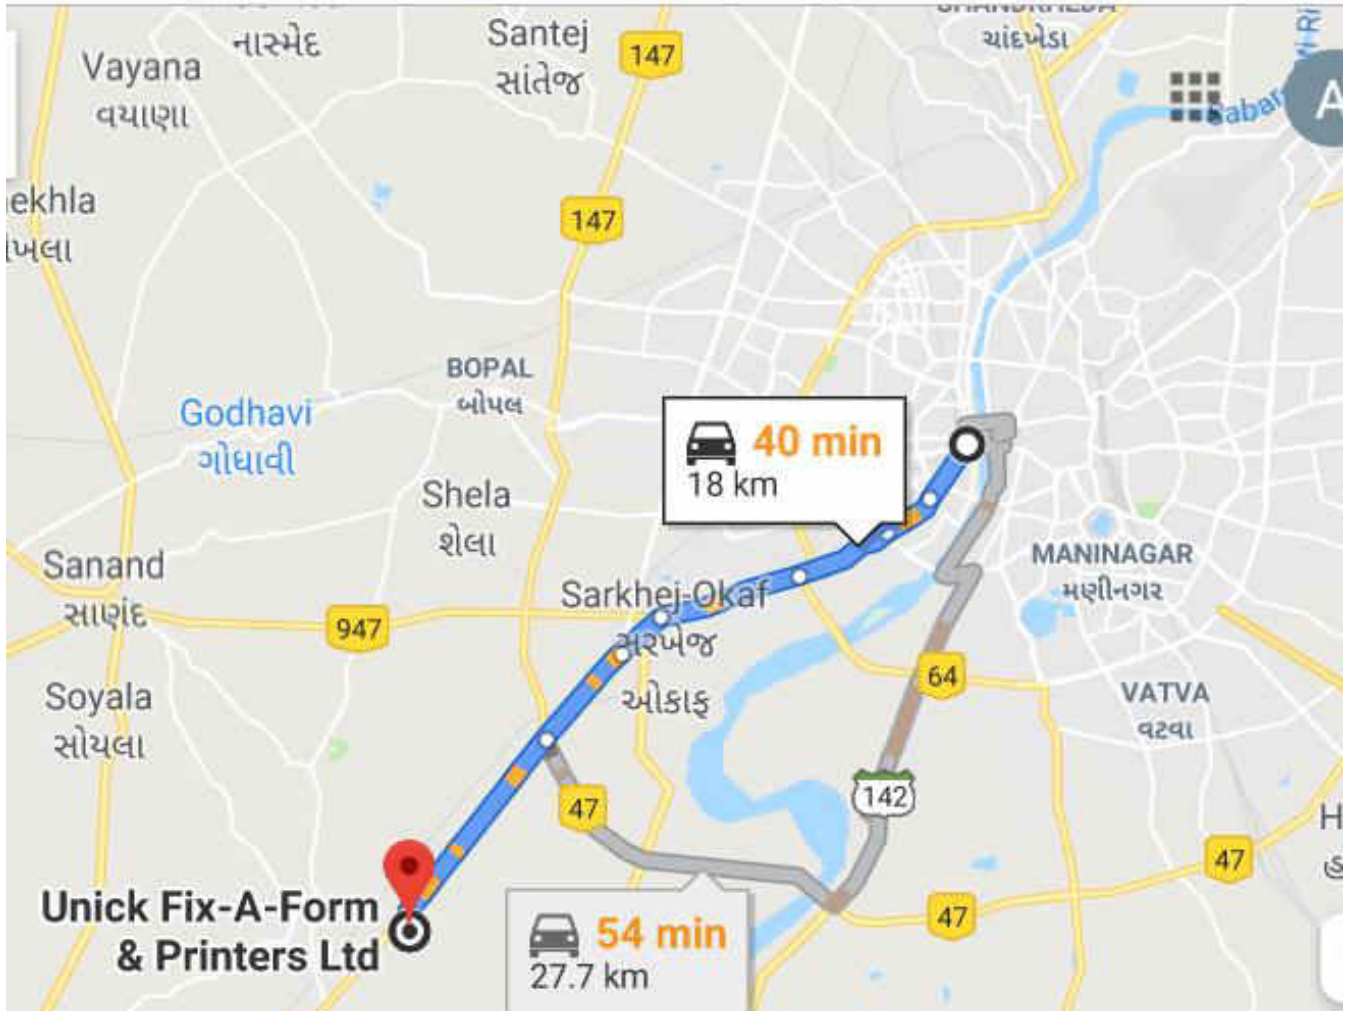 નાસ્મેદ
Santej
સાંતેજ
147
ચાંદખેડા
Vayana
વયાણા
A
147
BOPAL
બોપલ
Godhavi
ગોધાવી
40 min
18 km
Shela
શેલા
Sanand
સાણંદ
MANINAGAR
મણીનગર
Sarkhej-Okaf
સરખેજ
ઓકાફ
947
64
Soyala
સોયલા
VATVA
વટવા
142
47
47
47
Unick Fix-A-Form
& Printers Ltd
54 min
27.7 km